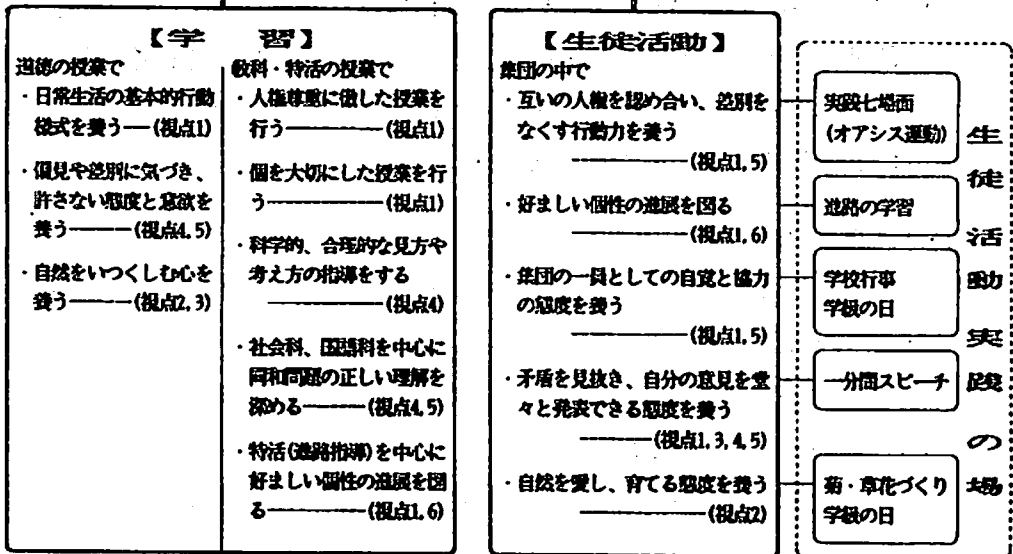 【学　習】
道徳の授業で
・日常生活の基本的行動
様式を養う──(視点1)
・偏見や差別に気づき、
許さない態度と意欲を
養う────(視点4, 5)
・自然をいつくしむ心を
養う────(視点2, 3)
教科・特活の授業で
・人権尊重に徹した授業を
行う──────(視点1)
・個を大切にした授業を行
う───────(視点1)
・科学的、合理的な見方や
考え方の指導をする
───────(視点4)
・社会科、国語科を中心に
同和問題の正しい理解を
深める────(視点4, 5)
・特活(進路指導)を中心に
好ましい個性の進展を図
る──────(視点1, 6)
【生徒活動】
集団の中で
・互いの人権を認め合い、差別を
なくす行動力を養う
────────(視点1, 5)
・好ましい個性の進展を図る
────────(視点1, 6)
・集団の一員としての自覚と協力
の態度を養う
────────(視点1, 5)
・矛盾を見抜き、自分の意見を堂
々と発表できる態度を養う
──────(視点1, 3, 4, 5)
・自然を愛し、育てる態度を養う
─────────(視点2)
実践七場面
(オアシス運動)
進路の学習
学校行事
学級の日
一分間スピーチ
菊・草花づくり
学級の日
生徒活動実践の場